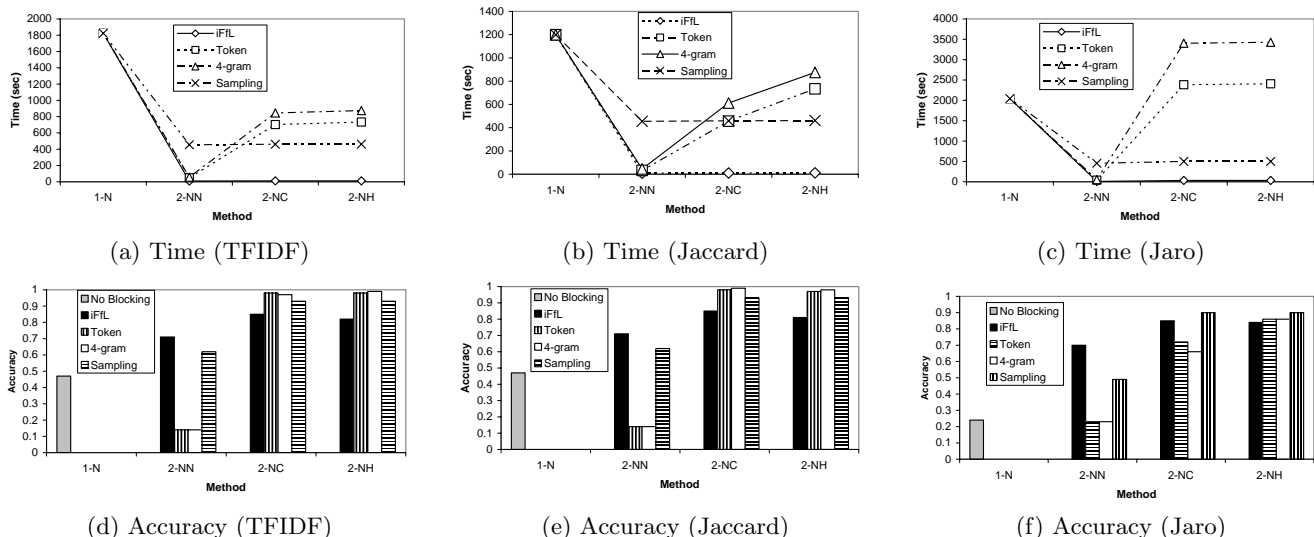 2000
1800
1600
1400
1200
1000
800
600
400
200
0
Time (sec)
iFfL
Token
4-gram
Sampling
1-N 2-NN 2-NC 2-NH
Method
(a) Time (TFIDF)
1400
1200
1000
800
600
400
200
0
Time (sec)
iFfL
Token
4-gram
Sampling
1-N 2-NN 2-NC 2-NH
Method
(b) Time (Jaccard)
4000
3500
3000
2500
2000
1500
1000
500
0
Time (sec)
iFfL
Token
4-gram
Sampling
1-N 2-NN 2-NC 2-NH
Method
(c) Time (Jaro)
1
0.9
0.8
0.7
0.6
0.5
0.4
0.3
0.2
0.1
0
Accuracy
No Blocking
iFfL
Token
4-gram
Sampling
1-N 2-NN 2-NC 2-NH
Method
(d) Accuracy (TFIDF)
1
0.9
0.8
0.7
0.6
0.5
0.4
0.3
0.2
0.1
0
Accuracy
No Blocking
iFfL
Token
4-gram
Sampling
1-N 2-NN 2-NC 2-NH
Method
(e) Accuracy (Jaccard)
1
0.9
0.8
0.7
0.6
0.5
0.4
0.3
0.2
0.1
0
Accuracy
No Blocking
iFfL
Token
4-gram
Sampling
1-N 2-NN 2-NC 2-NH
Method
(f) Accuracy (Jaro)